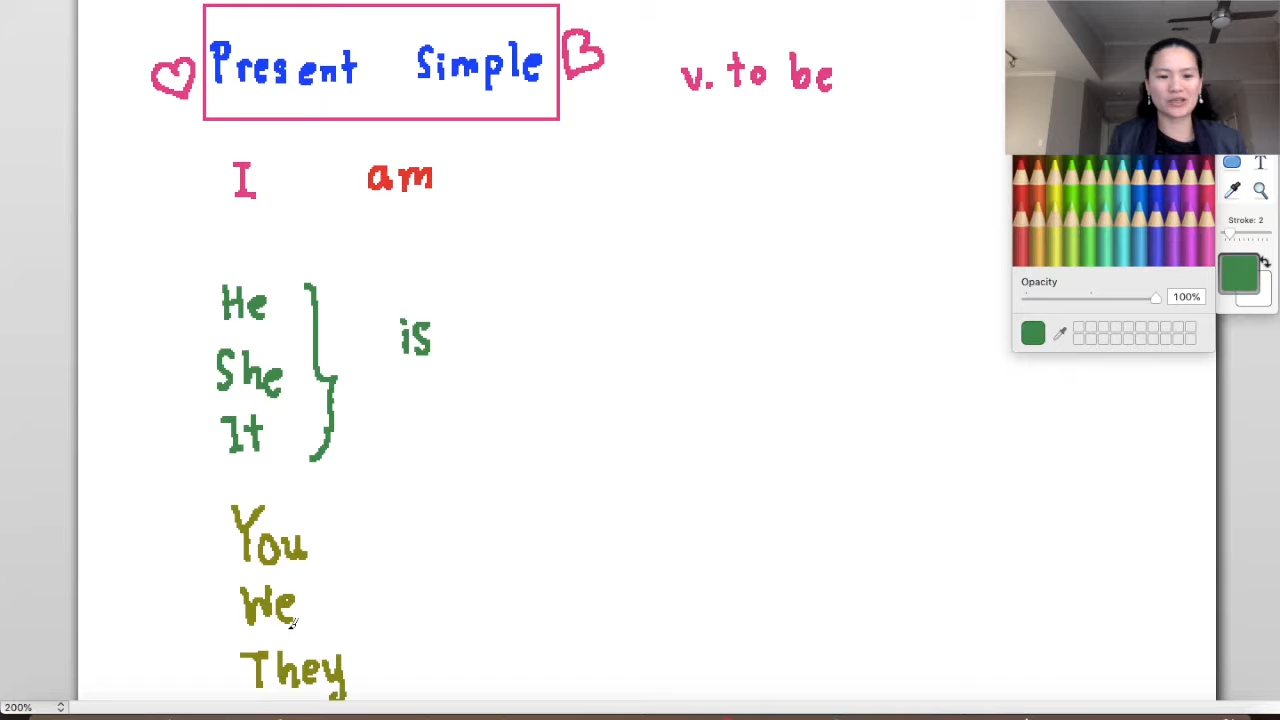 Present Simple
v. to be
I am
He
is
She
It
You
We
They
T
Stroke: 2
Opacity
100%
200%